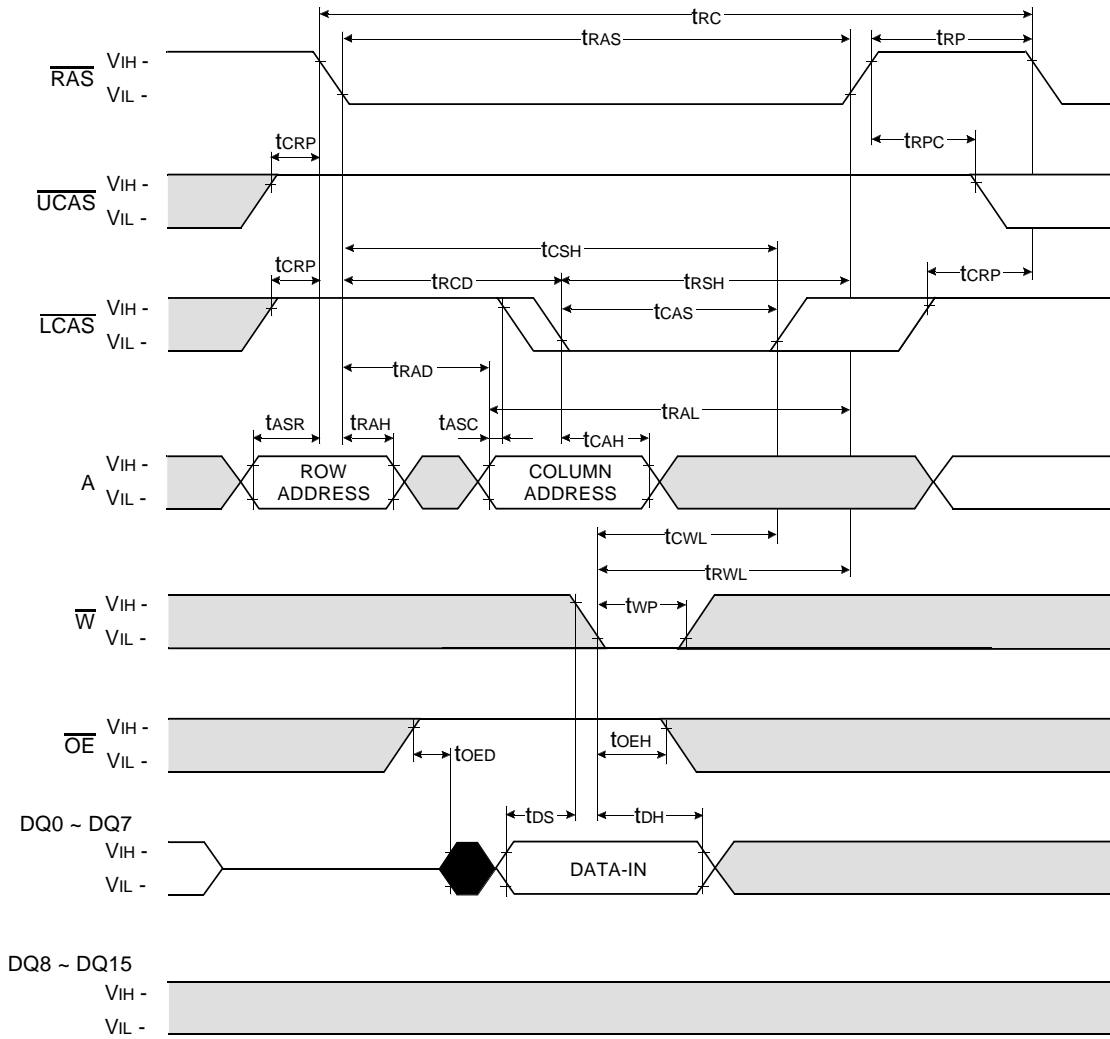 tRC
tRAS
tRP
RAS
VIH -
VIL -
tCRP
tRPC
UCAS
VIH -
VIL -
tCSH
tCRP
tRCD
tRSH
tCRP
LCAS
VIH -
VIL -
tCAS
tRAD
tRAL
tASR
tRAH
tASC
tCAH
A
VIH -
VIL -
ROW
ADDRESS
COLUMN
ADDRESS
tCWL
tRWL
W
VIH -
VIL -
tWP
OE
VIH -
VIL -
tOED
tOEH
DQ0 ~ DQ7
tDS
tDH
VIH -
VIL -
DATA-IN
DQ8 ~ DQ15
VIH -
VIL -